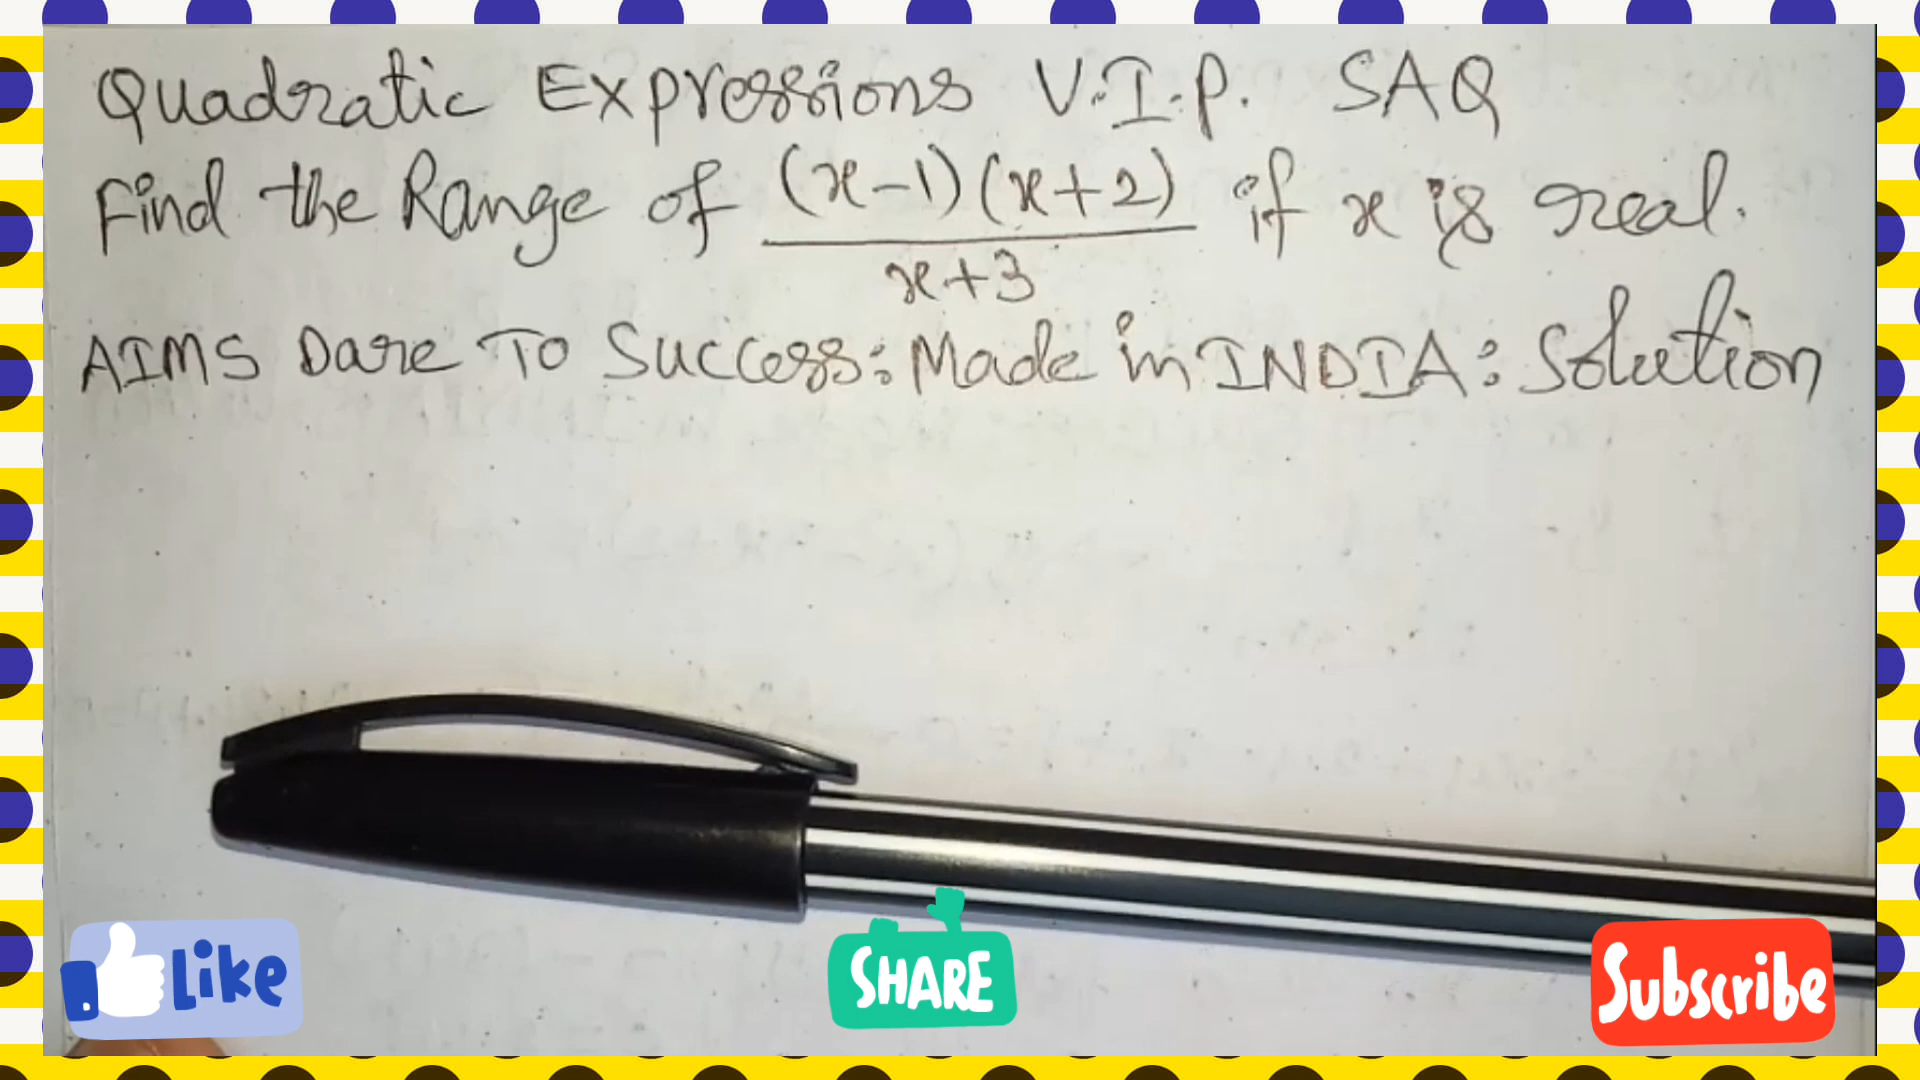 Quadratic Expressions V.I.P. SAQ
Find the Range of (x-1)(x+2) / x+3 if x is real.
AIMS Dare To Success: Made in INDIA: Solution
Like
SHARE
Subscribe